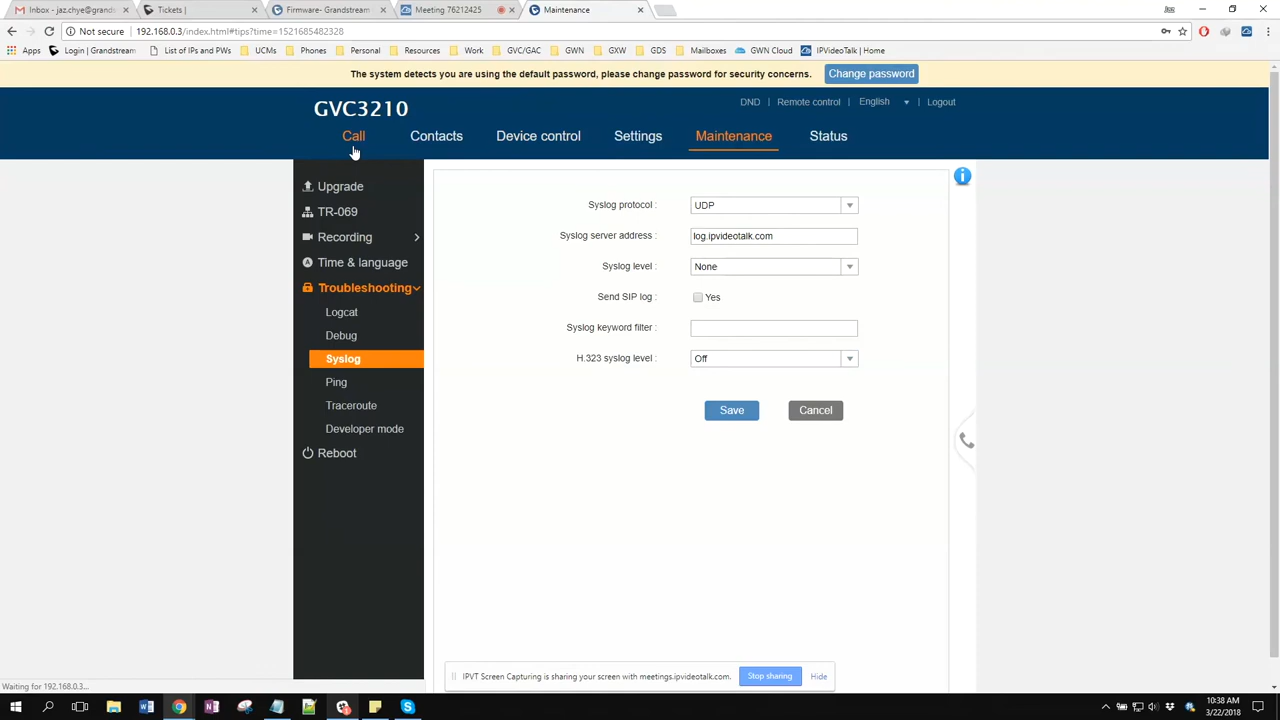 Inbox - jaz.chye@grands
Tickets |
Firmware- Grandstream
Meeting 76212425
Maintenance
Not secure
192.168.0.3/index.html#tips?time=1521685482328
Apps
Login | Grandstream
List of IPs and PWs
UCMs
Phones
Personal
Resources
Work
GVC/GAC
GWN
GXW
GDS
Mailboxes
GWN Cloud
IPVideoTalk | Home
The system detects you are using the default password, please change password for security concerns.
Change password
GVC3210
DND | Remote control | English
Logout
Call
Contacts
Device control
Settings
Maintenance
Status
Upgrade
TR-069
Recording
Time & language
Troubleshooting
Logcat
Debug
Syslog
Ping
Traceroute
Developer mode
Reboot
Syslog protocol : UDP
Syslog server address : log.ipvideotalk.com
Syslog level : None
Send SIP log : Yes
Syslog keyword filter :
H.323 syslog level : Off
Save
Cancel
IPVT Screen Capturing is sharing your screen with meetings.ipvideotalk.com.
Stop sharing
Hide
Waiting for 192.168.0.3...
10:38 AM
3/22/2018